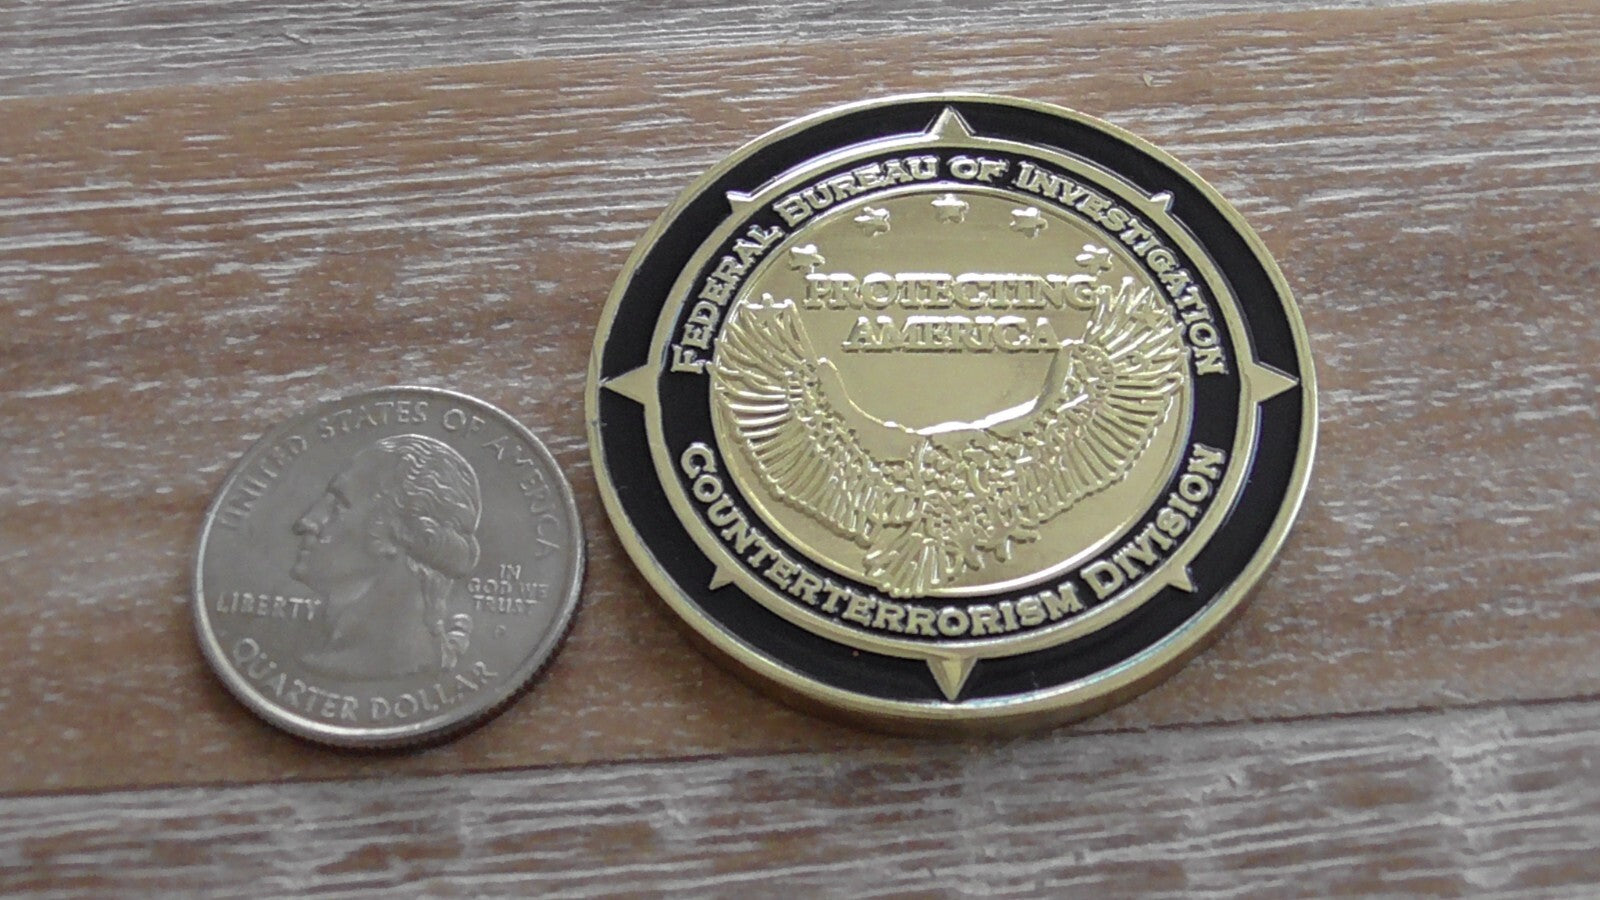 UNITED STATES OF AMERICA
LIBERTY
IN
GOD WE
TRUST
P
QUARTER DOLLAR
FEDERAL BUREAU OF INVESTIGATION
PROTECTING
AMERICA
COUNTERTERRORISM DIVISION